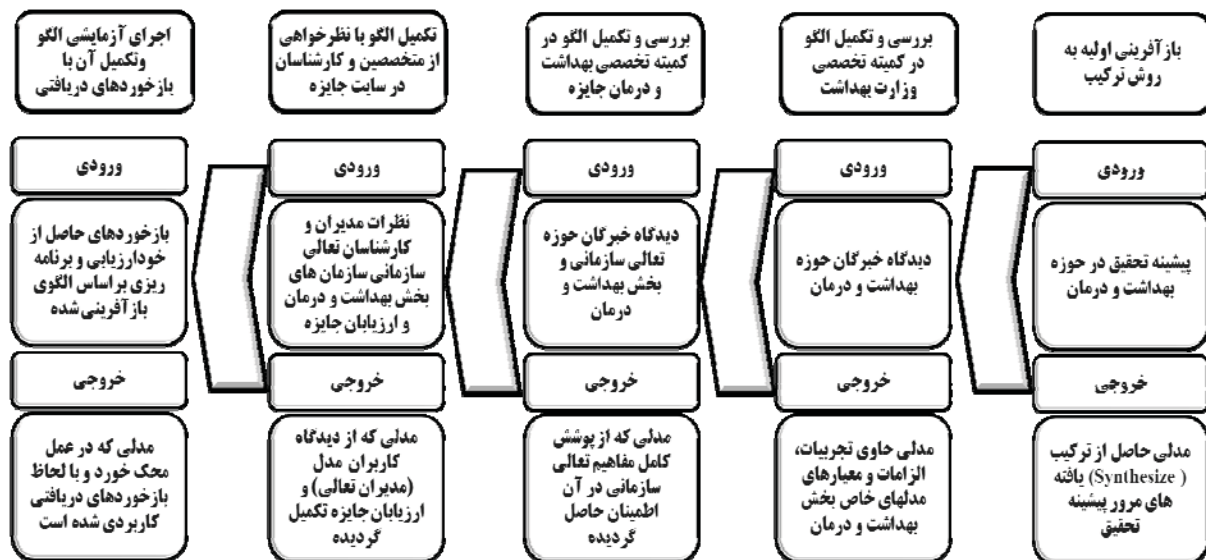 بازآفرینی اولیه به
روش ترکیب
ورودی
پیشینه تحقیق در حوزه
بهداشت و درمان
خروجی
مدلی حاصل از ترکیب
(Synthesize) یافته
های مرور پیشینه
تحقیق
بررسی و تکمیل الگو
در کمیته تخصصی
وزارت بهداشت
ورودی
دیدگاه خبرگان حوزه
بهداشت و درمان
خروجی
مدلی حاوی تجربیات،
الزامات و معیارهای
مدلهای خاص بخش
بهداشت و درمان
بررسی و تکمیل الگو در
کمیته تخصصی بهداشت
و درمان جایزه
ورودی
دیدگاه خبرگان حوزه
تعالی سازمانی و
بخش بهداشت و
درمان
خروجی
مدلی که از پوشش
کامل مفاهیم تعالی
سازمانی در آن
اطمینان حاصل
گردیده
تکمیل الگو با نظرخواهی
از متخصصین و کارشناسان
در سایت جایزه
ورودی
نظرات مدیران و
کارشناسان تعالی
سازمانی سازمان های
بخش بهداشت و درمان
و ارزیابان جایزه
خروجی
مدلی که از دیدگاه
کاربران مدل
(مدیران تعالی) و
ارزیابان جایزه تکمیل
گردیده
اجرای آزمایشی الگو
وتکمیل آن با
بازخوردهای دریافتی
ورودی
بازخوردهای حاصل از
خودارزیابی و برنامه
ریزی براساس الگوی
بازآفرینی شده
خروجی
مدلی که در عمل
محک خورد و با لحاظ
بازخوردهای دریافتی
کاربردی شده است